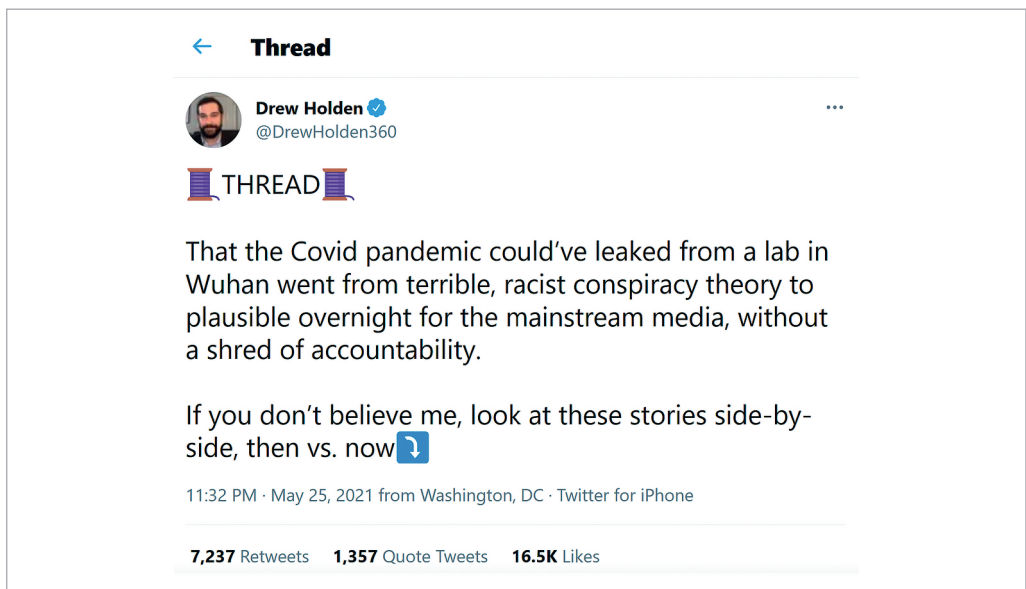 ← Thread
Drew Holden
@DrewHolden360
🧵THREAD🧵
That the Covid pandemic could've leaked from a lab in
Wuhan went from terrible, racist conspiracy theory to
plausible overnight for the mainstream media, without
a shred of accountability.
If you don't believe me, look at these stories side-by-
side, then vs. now⤵️
11:32 PM · May 25, 2021 from Washington, DC · Twitter for iPhone
7,237 Retweets 1,357 Quote Tweets 16.5K Likes